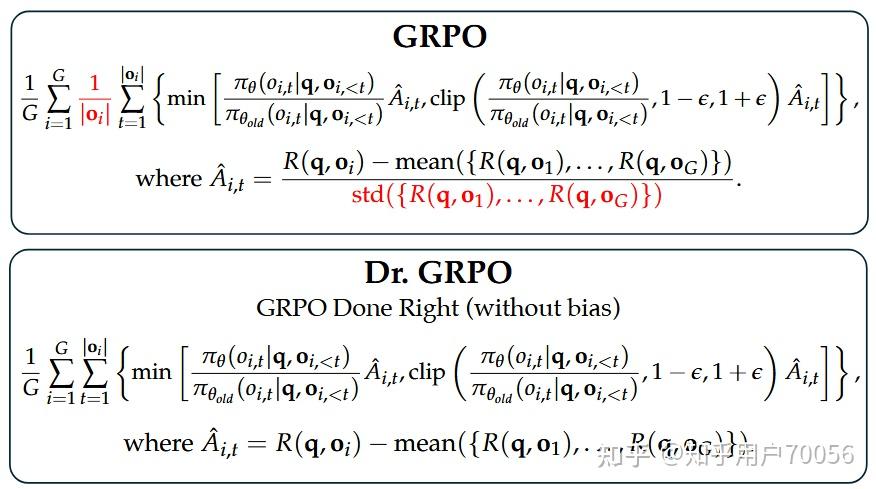 GRPO
\frac{1}{G} \sum_{i=1}^{G} \frac{1}{|\mathbf{o}_i|} \sum_{t=1}^{|\mathbf{o}_i|} \left\{ \min \left[ \frac{\pi_\theta(o_{i,t}|\mathbf{q},\mathbf{o}_{i,<t})}{\pi_{\theta_{old}}(o_{i,t}|\mathbf{q},\mathbf{o}_{i,<t})} \hat{A}_{i,t}, \text{clip} \left( \frac{\pi_\theta(o_{i,t}|\mathbf{q},\mathbf{o}_{i,<t})}{\pi_{\theta_{old}}(o_{i,t}|\mathbf{q},\mathbf{o}_{i,<t})}, 1-\epsilon, 1+\epsilon \right) \hat{A}_{i,t} \right] \right\},
where \hat{A}_{i,t} = \frac{R(\mathbf{q},\mathbf{o}_i) - \text{mean}(\{R(\mathbf{q},\mathbf{o}_1),\ldots,R(\mathbf{q},\mathbf{o}_G)\})}{\text{std}(\{R(\mathbf{q},\mathbf{o}_1),\ldots,R(\mathbf{q},\mathbf{o}_G)\})}.
Dr. GRPO
GRPO Done Right (without bias)
\frac{1}{G} \sum_{i=1}^{G} \sum_{t=1}^{|\mathbf{o}_i|} \left\{ \min \left[ \frac{\pi_\theta(o_{i,t}|\mathbf{q},\mathbf{o}_{i,<t})}{\pi_{\theta_{old}}(o_{i,t}|\mathbf{q},\mathbf{o}_{i,<t})} \hat{A}_{i,t}, \text{clip} \left( \frac{\pi_\theta(o_{i,t}|\mathbf{q},\mathbf{o}_{i,<t})}{\pi_{\theta_{old}}(o_{i,t}|\mathbf{q},\mathbf{o}_{i,<t})}, 1-\epsilon, 1+\epsilon \right) \hat{A}_{i,t} \right] \right\},
where \hat{A}_{i,t} = R(\mathbf{q},\mathbf{o}_i) - \text{mean}(\{R(\mathbf{q},\mathbf{o}_1),\ldots,R(\mathbf{q},\mathbf{o}_G)\}).
知乎 @知乎用户70056